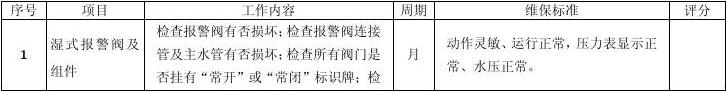 序号 项目 工作内容 周期 维保标准 评分
1 湿式报警阀及组件 检查报警阀有否损坏；检查报警阀连接管及主水管有否损坏；检查所有阀门是否挂有“常开”或“常闭”标识牌；检 月 动作灵敏、运行正常，压力表显示正常、水压正常。